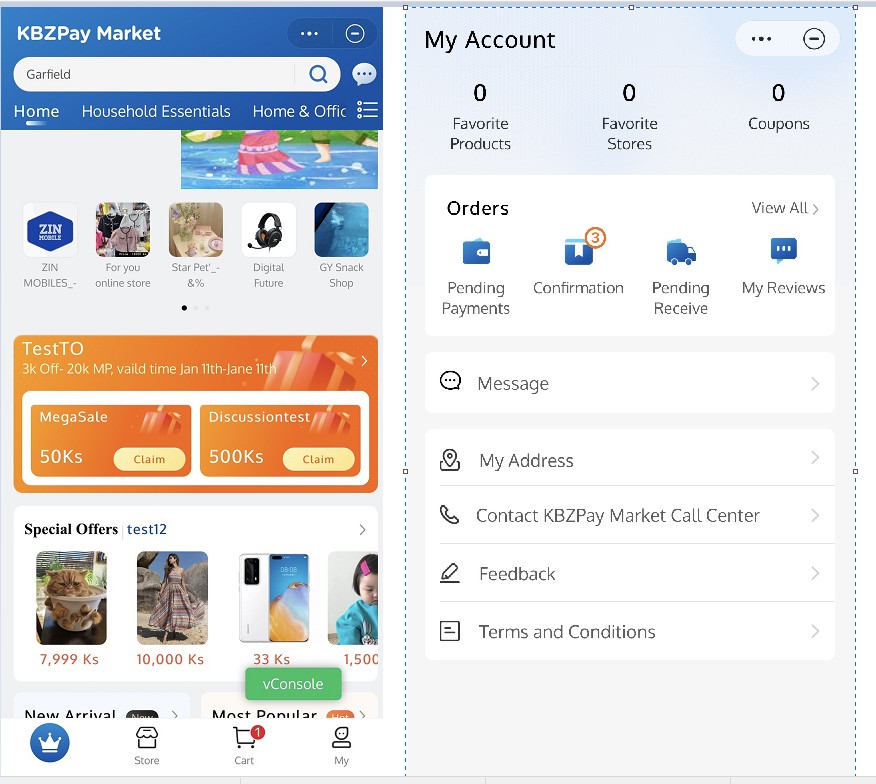 KBZPay Market
Garfield
Home Household Essentials Home & Offic
ZIN
MOBILE
ZIN
MOBILES_-
For you
online store
Star Pet'_-
&%
Digital
Future
GY Snack
Shop
TestTO
3k Off- 20k MP, vaild time Jan 11th-Jane 11th
MegaSale
50Ks
Claim
Discussiontest
500Ks
Claim
Special Offers test12
7,999 Ks
10,000 Ks
33 Ks
1,500
vConsole
New Arrival New
Most Popular Hot
Store
Cart
1
My
My Account
0
Favorite
Products
0
Favorite
Stores
0
Coupons
Orders
View All
Pending
Payments
3
Confirmation
Pending
Receive
My Reviews
Message
My Address
Contact KBZPay Market Call Center
Feedback
Terms and Conditions